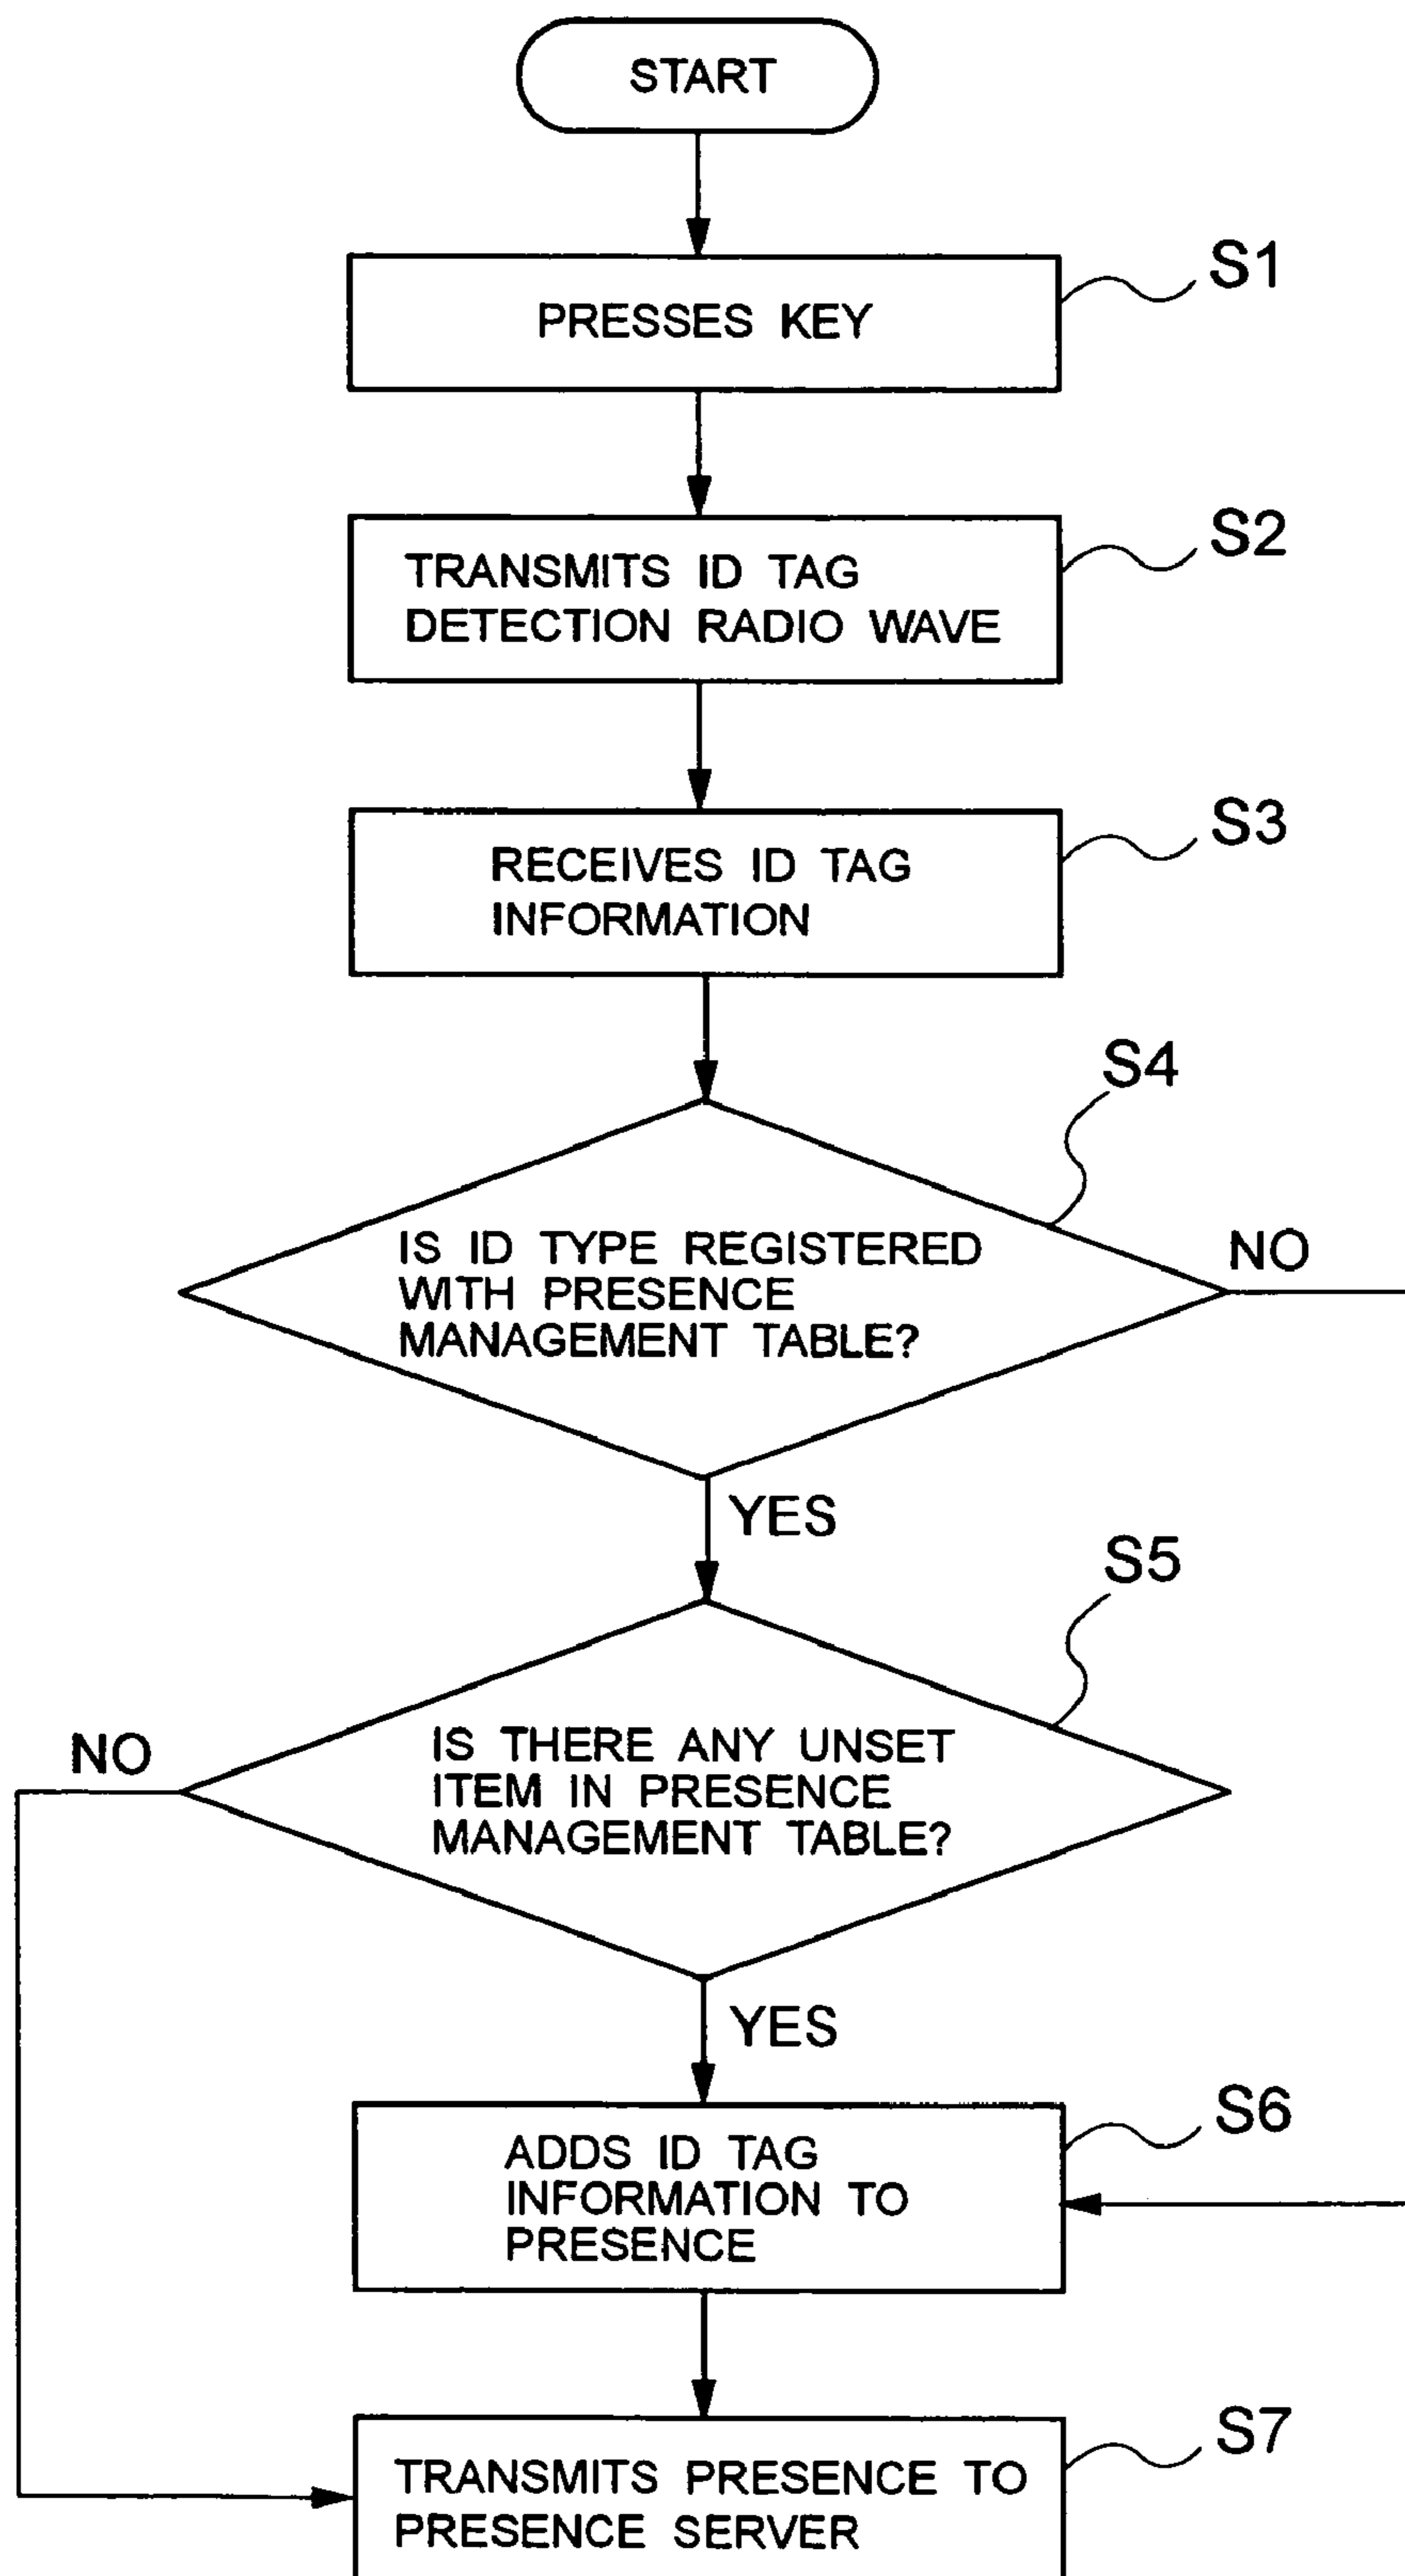 START
PRESSES KEY
S1
TRANSMITS ID TAG
DETECTION RADIO WAVE
S2
RECEIVES ID TAG
INFORMATION
S3
S4
IS ID TYPE REGISTERED
WITH PRESENCE
MANAGEMENT TABLE?
NO
YES
S5
IS THERE ANY UNSET
ITEM IN PRESENCE
MANAGEMENT TABLE?
NO
YES
S6
ADDS ID TAG
INFORMATION TO
PRESENCE
S7
TRANSMITS PRESENCE TO
PRESENCE SERVER